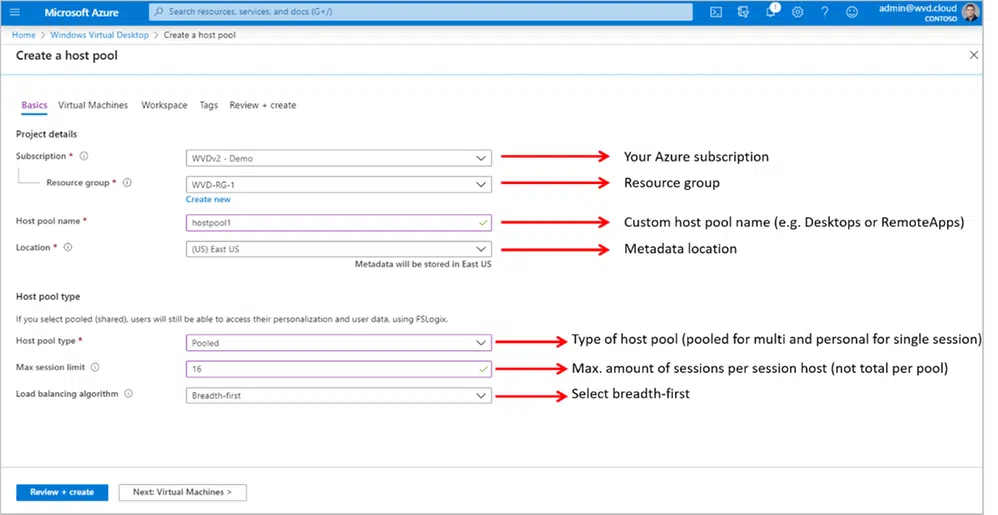 Microsoft Azure
Search resources, services, and docs (G+/)
1
admin@wvd.cloud
CONTOSO
Home > Windows Virtual Desktop > Create a host pool
Create a host pool
Basics Virtual Machines Workspace Tags Review + create
Project details
Subscription * WVDv2 - Demo Your Azure subscription
Resource group * WVD-RG-1 Resource group
Create new
Host pool name * hostpool1 Custom host pool name (e.g. Desktops or RemoteApps)
Location * (US) East US Metadata location
Metadata will be stored in East US
Host pool type
If you select pooled (shared), users will still be able to access their personalization and user data, using FSLogix.
Host pool type * Pooled Type of host pool (pooled for multi and personal for single session)
Max session limit 16 Max. amount of sessions per session host (not total per pool)
Load balancing algorithm Breadth-first Select breadth-first
Review + create Next: Virtual Machines >